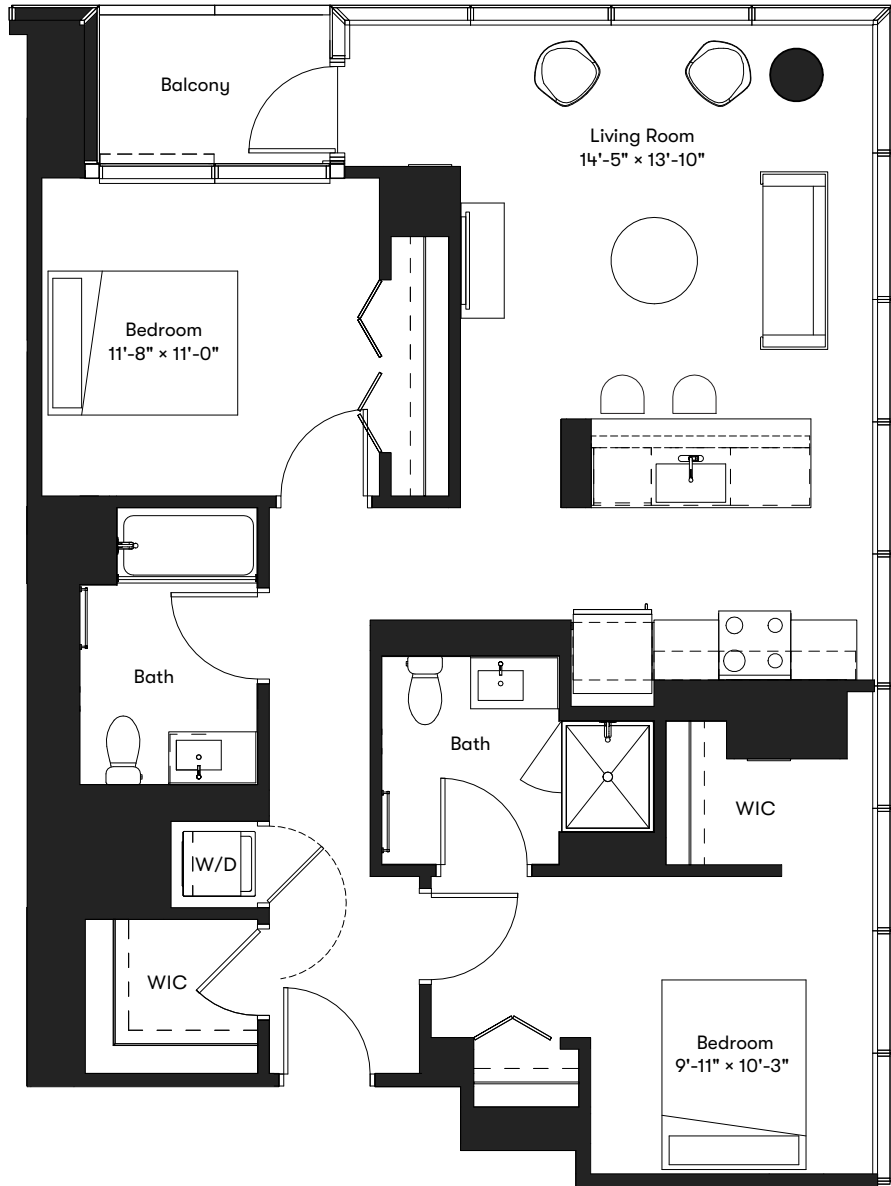 Balcony
Living Room
14'-5" × 13'-10"
Bedroom
11'-8" × 11'-0"
Bath
Bath
WIC
W/D
WIC
Bedroom
9'-11" × 10'-3"